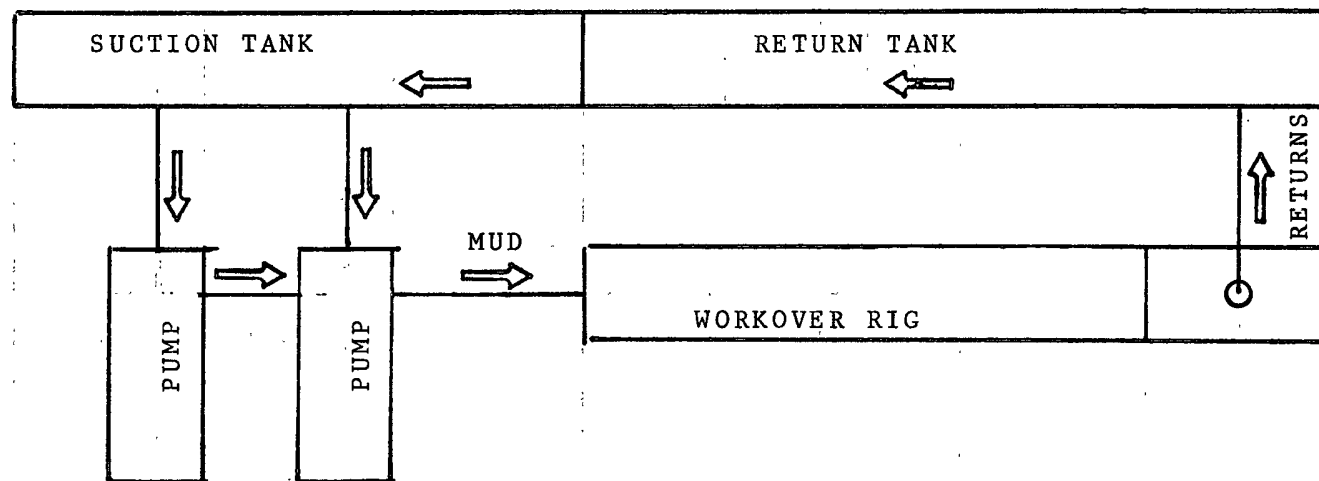 SUCTION TANK
RETURN TANK
RETURNS
MUD
PUMP
PUMP
WORKOVER RIG